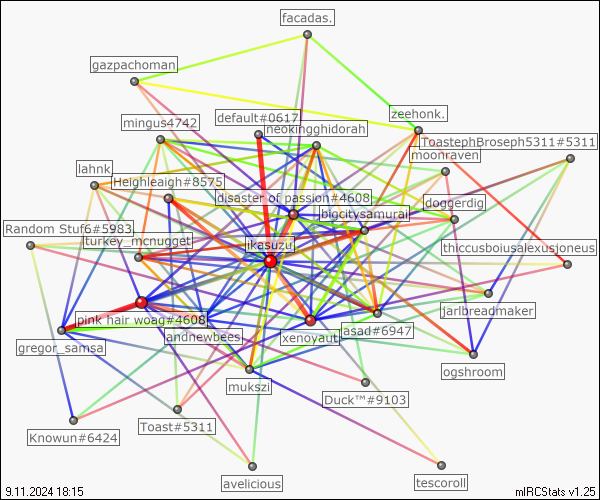 facadas.
gazpachoman
zeehonk.
default#0617
mingus4742
neokingghidorah
ToastephBroseph5311#5311
moonraven
lahnk
Heighleaigh#8575
disaster of passion#4608
doggerdig
bigcitysamurai
Random Stuf6#5983
turkey_mcnugget
jkasuzu
thiccusboiusalexusjoneus
jarlbreadmaker
pink hair woag#4608
asad#6947
andnewbees
xenoyaut
gregor_samsa
ogshroom
mukszi
Duck™#9103
Toast#5311
Knowun#6424
avelicious
tescoroll
9.11.2024 18:15
mIRCStats v1.25